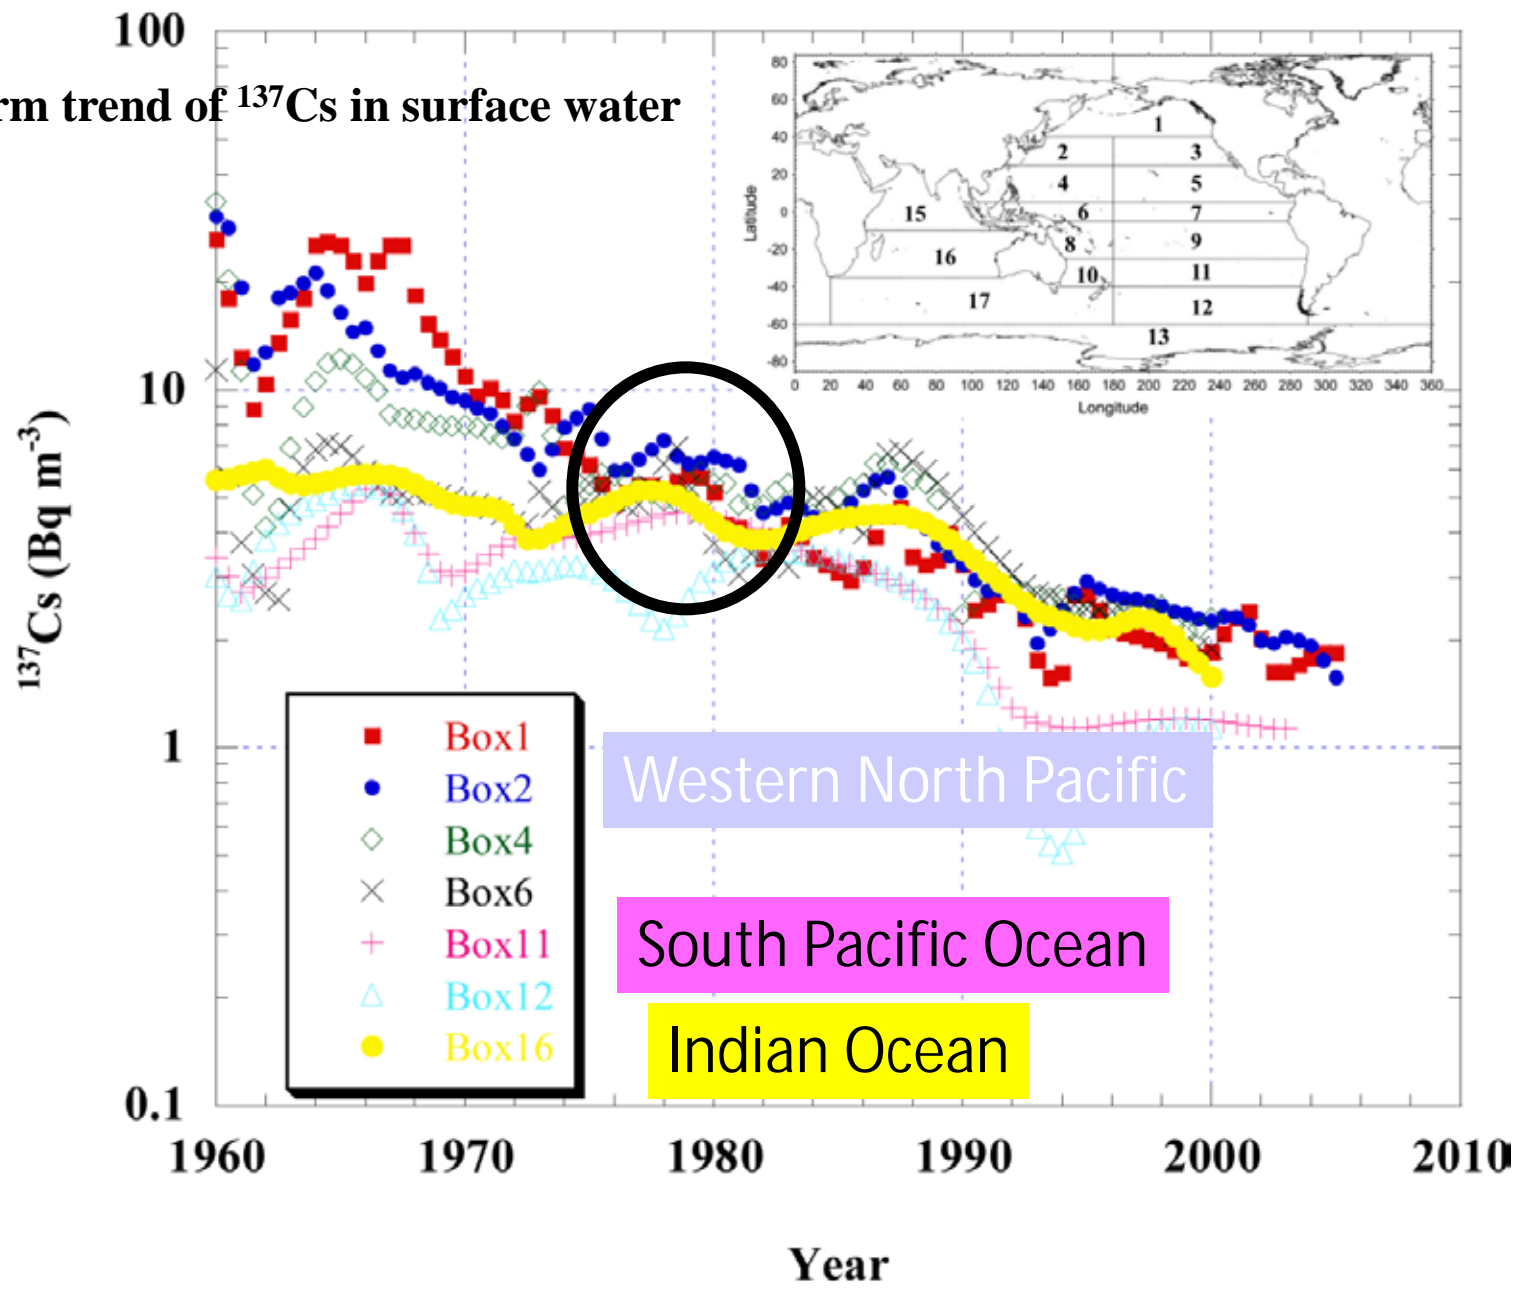 rm trend of ¹³⁷Cs in surface water
100
10
1
0.1
¹³⁷Cs (Bq m⁻³)
1960 1970 1980 1990 2000 2010
Year
Box1
Box2
Box4
Box6
Box11
Box12
Box16
Western North Pacific
South Pacific Ocean
Indian Ocean
Latitude
80
60
40
20
0
-20
-40
-60
-80
1
2 3
4 5
15 6 7
8 9
16 10 11
17 12
13
0 20 40 60 80 100 120 140 160 180 200 220 240 260 280 300 320 340 360
Longitude